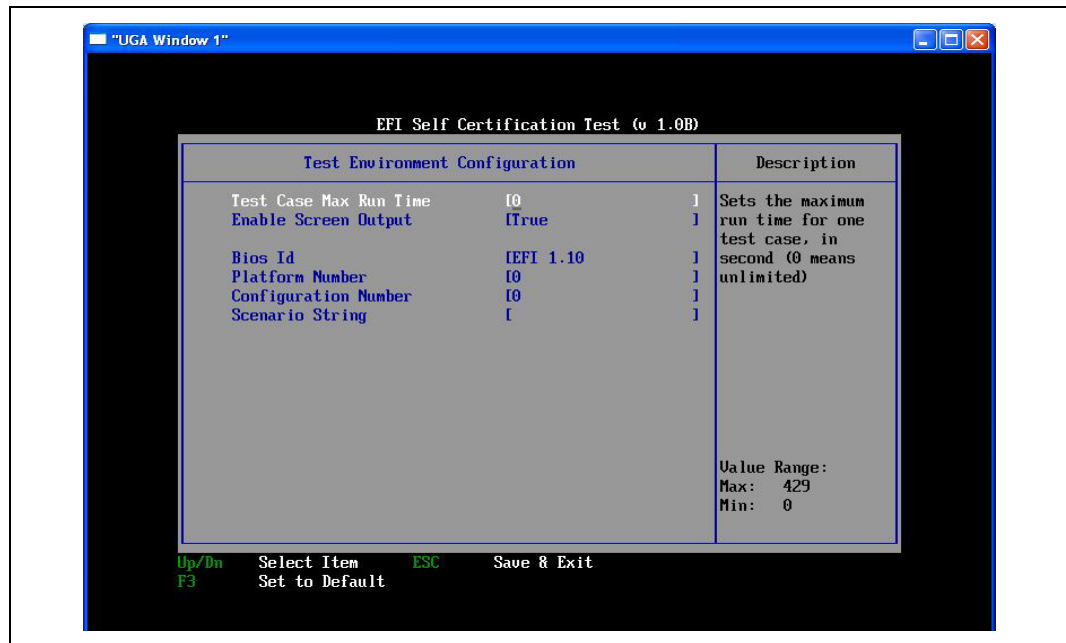 "UGA Window 1"
EFI Self Certification Test (v 1.0B)
Test Environment Configuration
Description
Test Case Max Run Time [0 ]
Enable Screen Output [True ]
Bios Id [EFI 1.10 ]
Platform Number [0 ]
Configuration Number [0 ]
Scenario String [ ]
Sets the maximum
run time for one
test case, in
second (0 means
unlimited)
Value Range:
Max: 429
Min: 0
Up/Dn Select Item ESC Save & Exit
F3 Set to Default